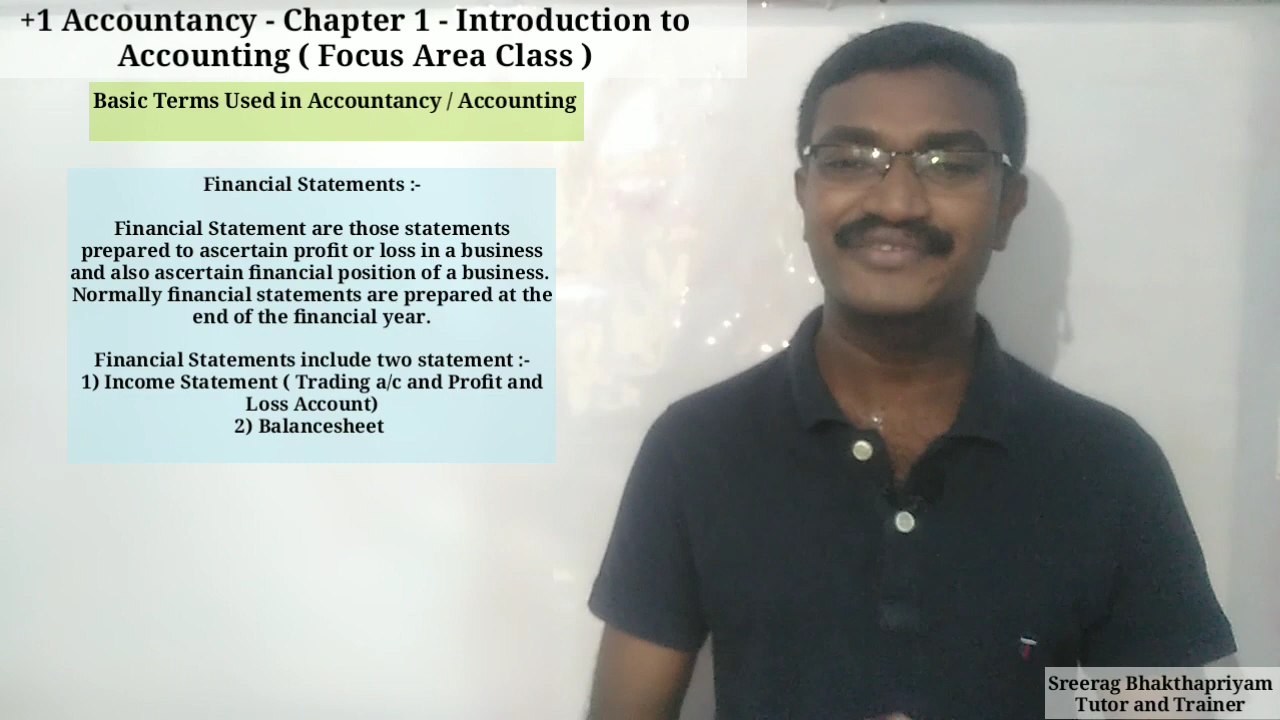 +1 Accountancy - Chapter 1 - Introduction to
Accounting ( Focus Area Class )
Basic Terms Used in Accountancy / Accounting
Financial Statements :-
Financial Statement are those statements
prepared to ascertain profit or loss in a business
and also ascertain financial position of a business.
Normally financial statements are prepared at the
end of the financial year.
Financial Statements include two statement :-
1) Income Statement ( Trading a/c and Profit and
Loss Account)
2) Balancesheet
Sreerag Bhakthapriyam
Tutor and Trainer